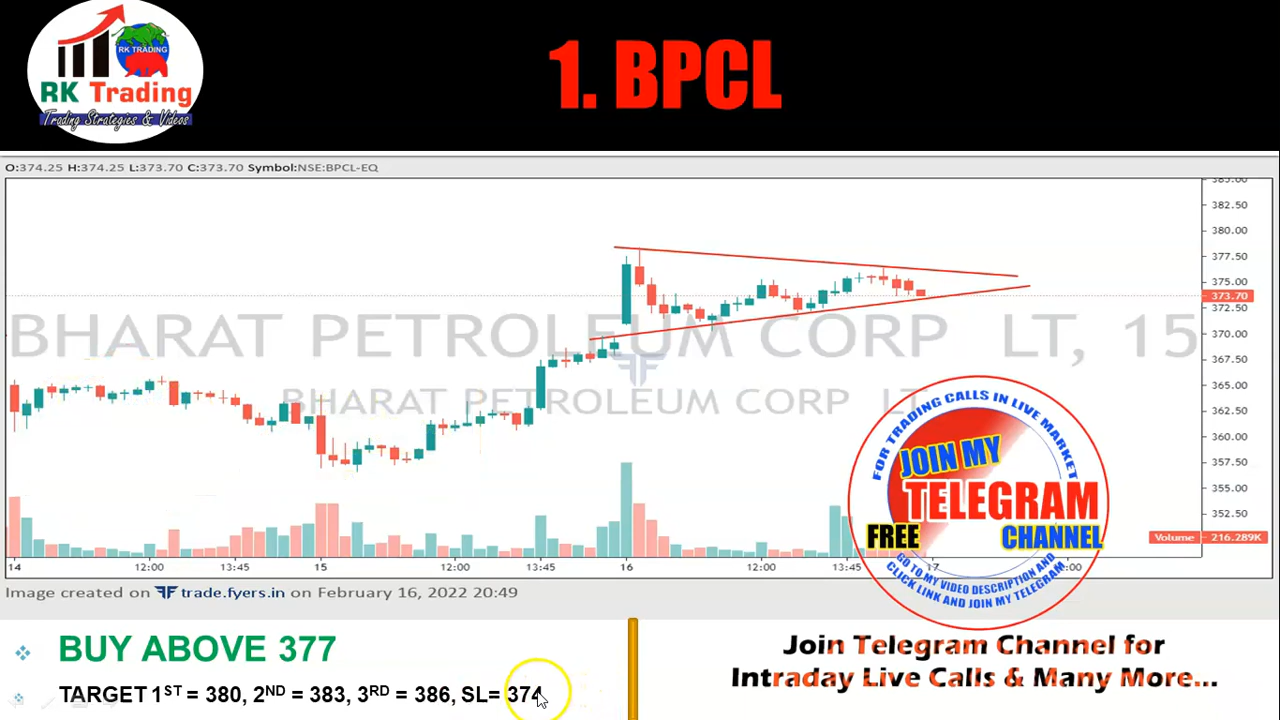 RK TRADING
RK Trading
Trading Strategies & Videos
1. BPCL
O:374.25 H:374.25 L:373.70 C:373.70 Symbol:NSE:BPCL-EQ
385.00
382.50
380.00
377.50
375.00
373.70
372.50
370.00
367.50
365.00
362.50
360.00
357.50
355.00
352.50
BHARAT PETROLEUM CORP LT, 15
BHARAT PETROLEUM CORP LT
FOR TRADING CALLS IN LIVE MARKET
JOIN MY
TELEGRAM
FREE CHANNEL
GO TO MY VIDEO DESCRIPTION AND
CLICK LINK AND JOIN MY TELEGRAM
Volume 216.289K
14 12:00 13:45 15 12:00 13:45 16 12:00 13:45 17
Image created on trade.fyers.in on February 16, 2022 20:49
BUY ABOVE 377
TARGET 1ST = 380, 2ND = 383, 3RD = 386, SL= 374
Join Telegram Channel for
Intraday Live Calls & Many More...